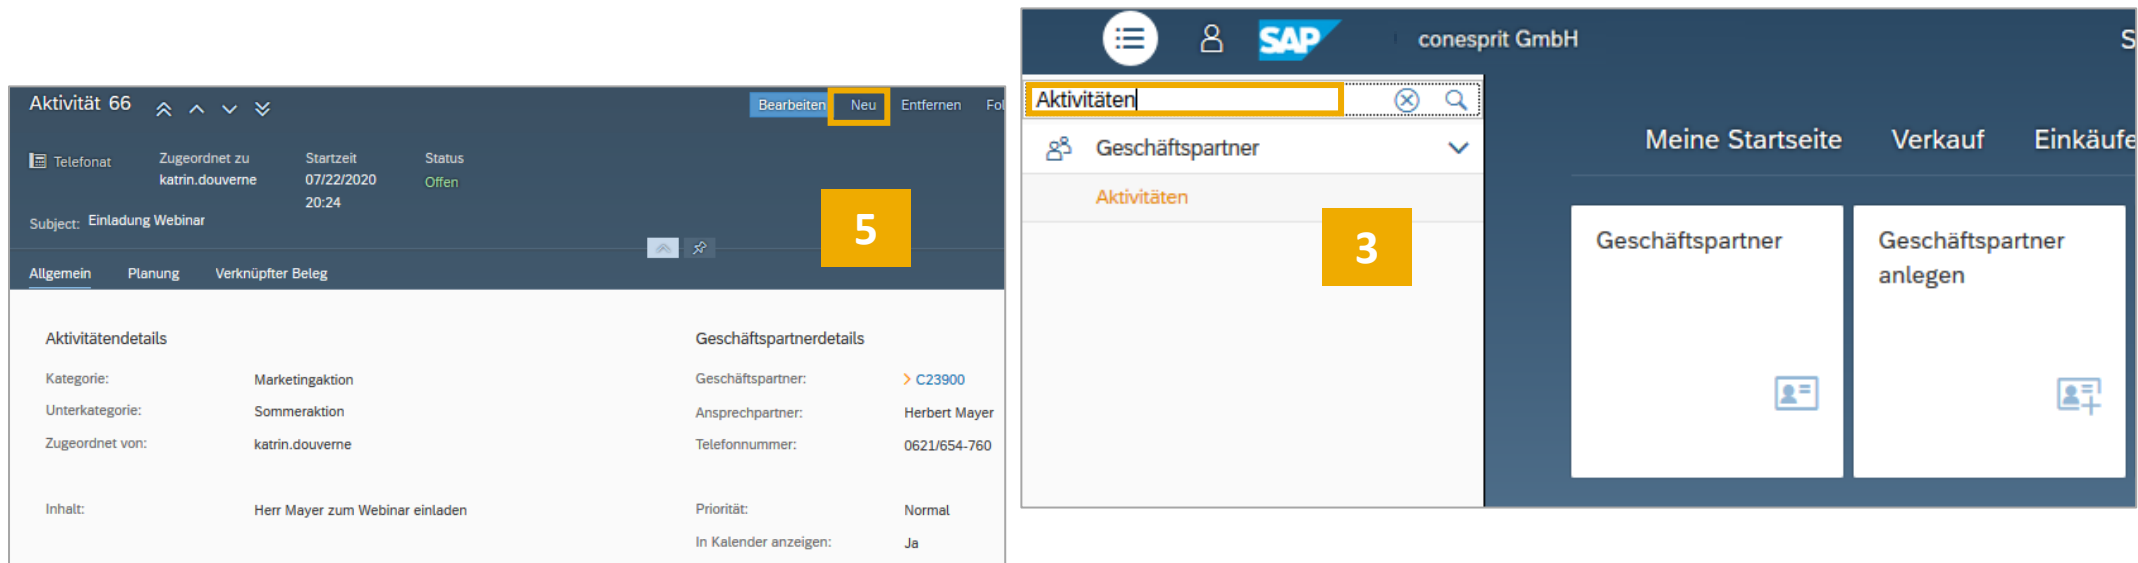 Aktivität 66
Bearbeiten Neu Entfernen Fol
Telefonat
Zugeordnet zu
katrin.douverne
Startzeit
07/22/2020
20:24
Status
Offen
Subject: Einladung Webinar
5
Allgemein Planung Verknüpfter Beleg
Aktivitätendetails
Kategorie: Marketingaktion
Unterkategorie: Sommeraktion
Zugeordnet von: katrin.douverne
Inhalt: Herr Mayer zum Webinar einladen
Geschäftspartnerdetails
Geschäftspartner: C23900
Ansprechpartner: Herbert Mayer
Telefonnummer: 0621/654-760
Priorität: Normal
In Kalender anzeigen: Ja
SAP conesprit GmbH S
Aktivitäten
Geschäftspartner
Aktivitäten
3
Meine Startseite Verkauf Einkäufe
Geschäftspartner
Geschäftspartner
anlegen